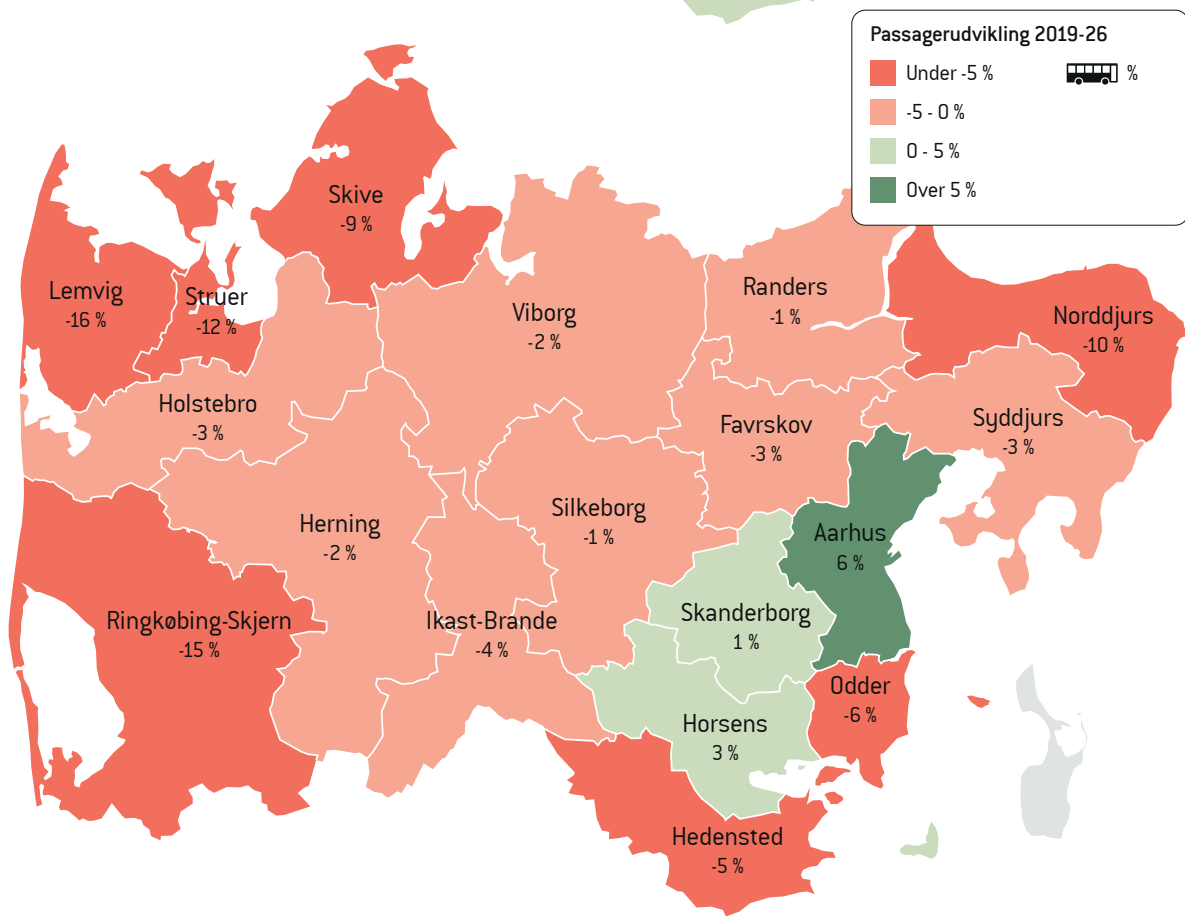 Passagerudvikling 2019-26
Under -5 %
%
-5 - 0 %
0 - 5 %
Over 5 %
Skive
-9 %
Lemvig
-16 %
Struer
-12 %
Viborg
-2 %
Randers
-1 %
Norddjurs
-10 %
Holstebro
-3 %
Favrskov
-3 %
Syddjurs
-3 %
Herning
-2 %
Silkeborg
-1 %
Aarhus
6 %
Ringkøbing-Skjern
-15 %
Ikast-Brande
-4 %
Skanderborg
1 %
Odder
-6 %
Horsens
3 %
Hedensted
-5 %